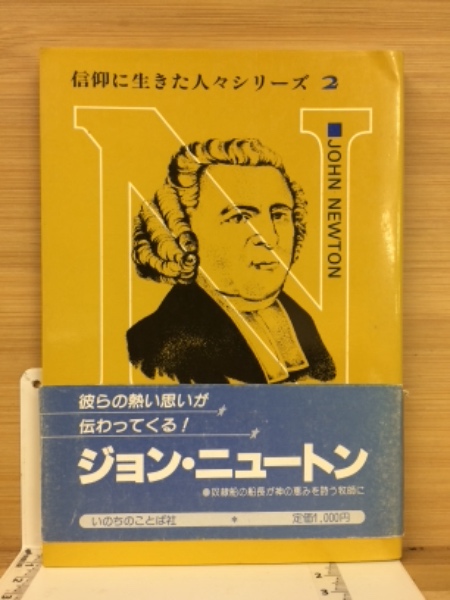 信仰に生きた人々シリーズ 2
N
■JOHN NEWTON
彼らの熱い思いが
伝わってくる!
ジョン・ニュートン
●奴隷船の船長が神の恵みを語う牧師に
いのちのことば社
定価1,000円
2
3